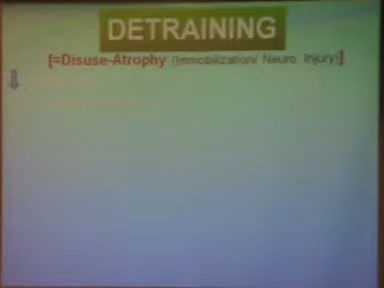 DETRAINING
[=Disuse-Atrophy (Immobilization/ Neuro. Injury)]